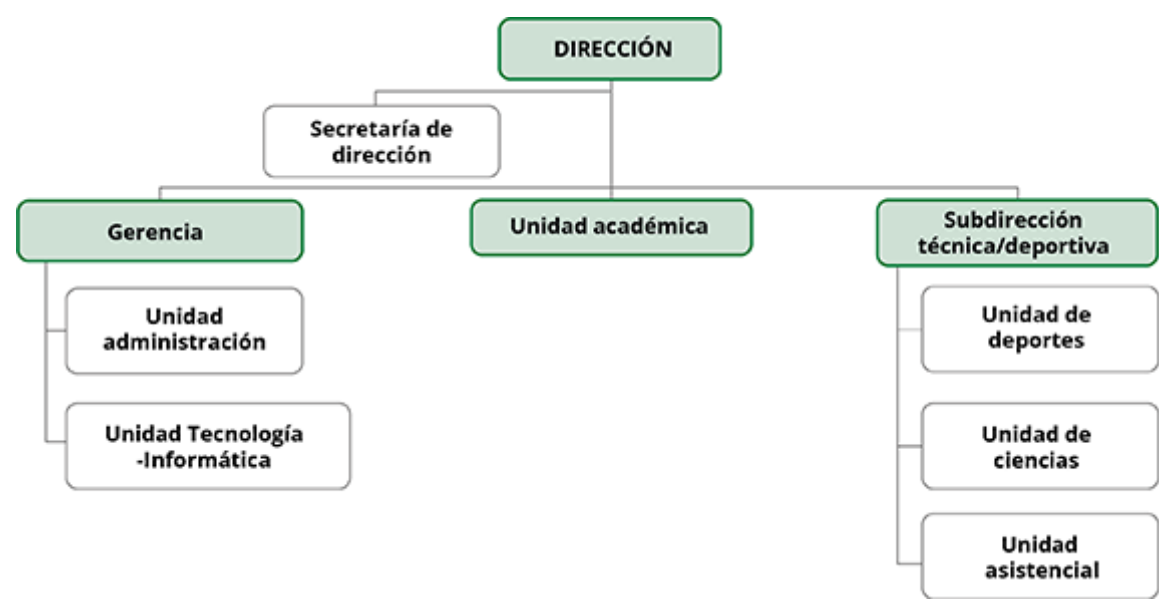 DIRECCIÓN
Secretaría de
dirección
Gerencia
Unidad académica
Subdirección
técnica/deportiva
Unidad
administración
Unidad Tecnología
-Informática
Unidad de
deportes
Unidad de
ciencias
Unidad
asistencial